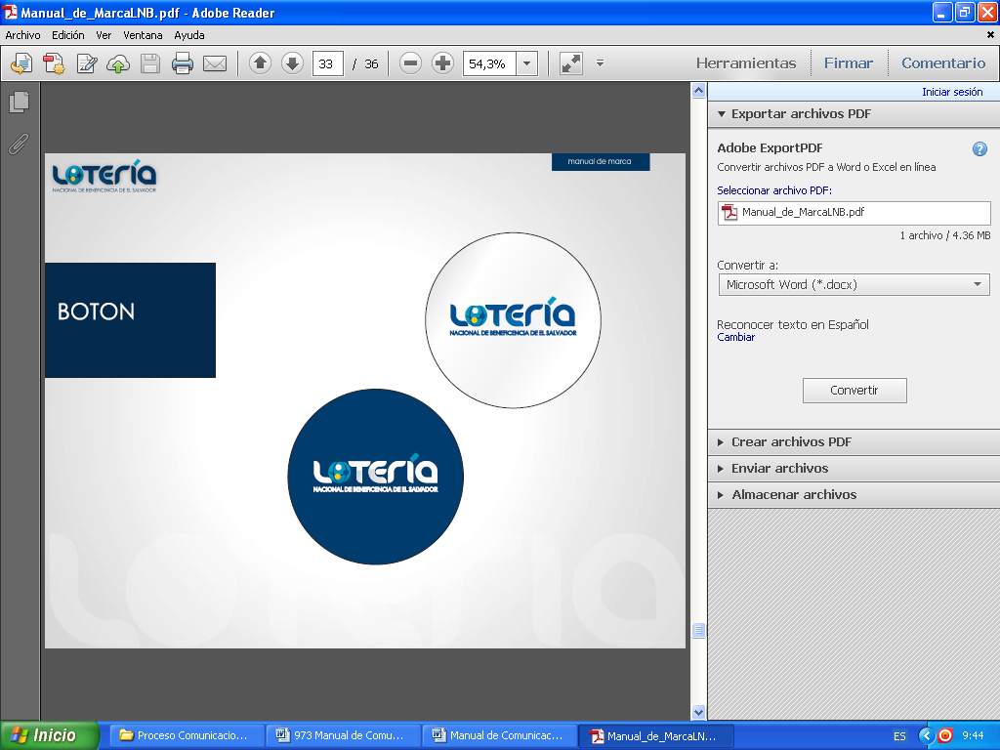 Manual_de_MarcaLNB.pdf - Adobe Reader
Archivo Edición Ver Ventana Ayuda
33 / 36 54,3% Herramientas Firmar Comentario
Iniciar sesión
Exportar archivos PDF
Adobe ExportPDF
Convertir archivos PDF a Word o Excel en línea
Seleccionar archivo PDF:
Manual_de_MarcaLNB.pdf
1 archivo / 4.36 MB
Convertir a:
Microsoft Word (*.docx)
Reconocer texto en Español
Cambiar
Convertir
Crear archivos PDF
Enviar archivos
Almacenar archivos
LOTERÍA
NACIONAL DE BENEFICENCIA DE EL SALVADOR
manual de marca
BOTON
LOTERÍA
NACIONAL DE BENEFICENCIA DE EL SALVADOR
LOTERÍA
NACIONAL DE BENEFICENCIA DE EL SALVADOR
LOTERÍA
Inicio Proceso Comunicacio... 973 Manual de Comu... Manual de Comunicac... Manual_de_MarcaLN... ES 9:44